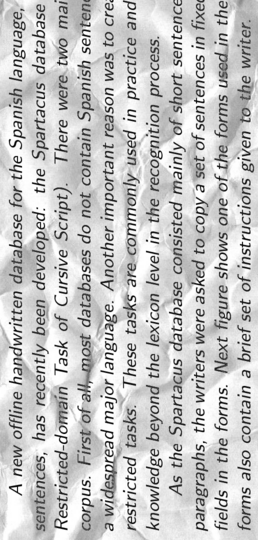 A new offline handwritten database for the Spanish language,
sentences, has recently been developed: the Spartacus database
Restricted-domain Task of Cursive Script). There were two
corpus. First of all, most databases do not contain Spanish
a widespread major language. Another important reason was to
restricted tasks. These tasks are commonly used in practice and
knowledge beyond the lexicon level in the recognition process.
As the Spartacus database consisted mainly of short sentence
paragraphs, the writers were asked to copy a set of sentences in
fields in the forms. Next figure shows one of the forms used in the
forms also contain a brief set of instructions given to the writer.